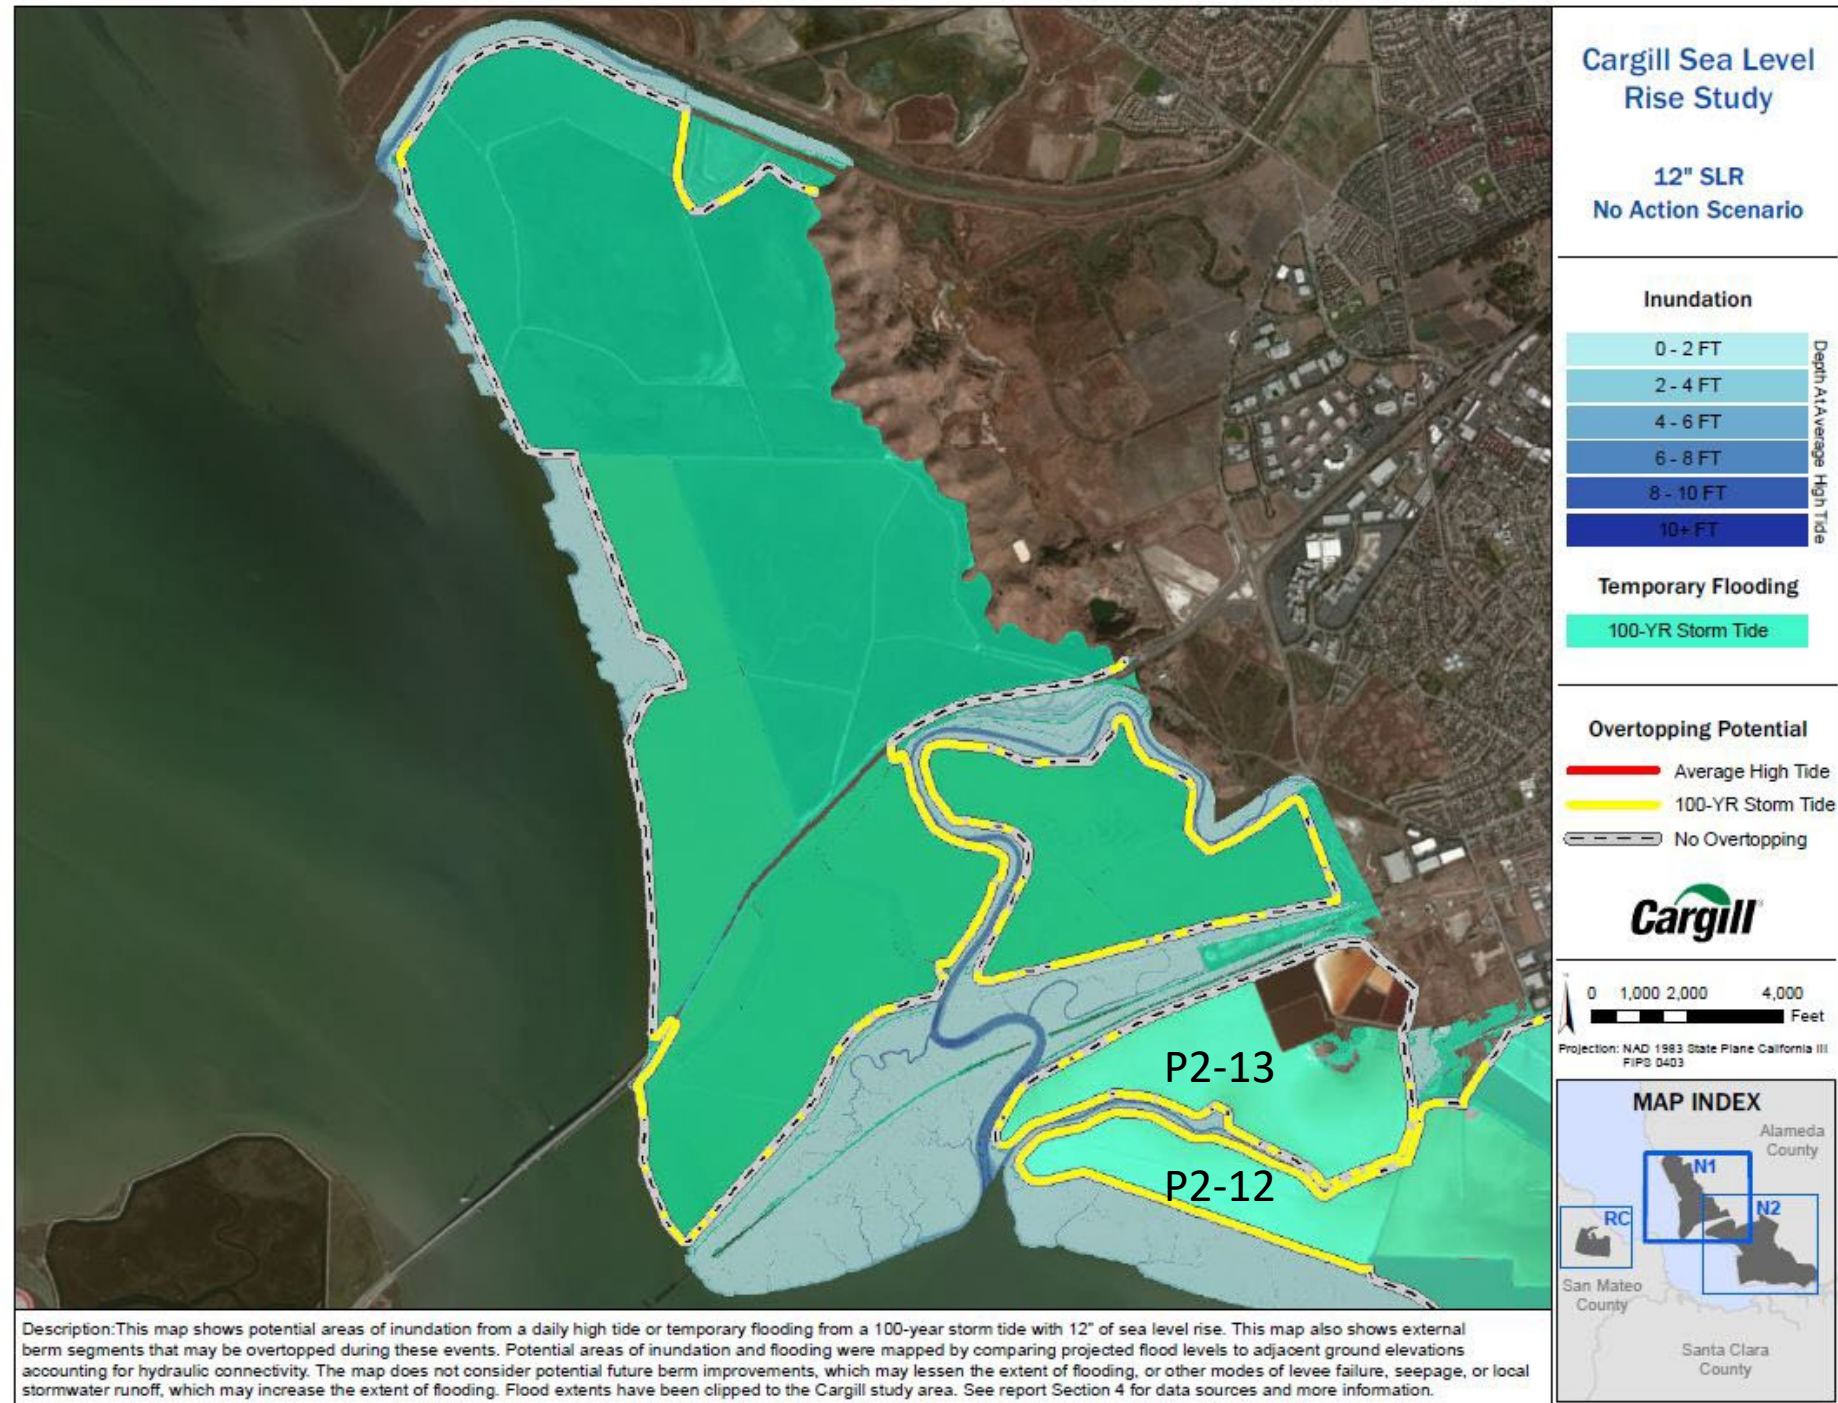 Cargill Sea Level
Rise Study
12" SLR
No Action Scenario
Inundation
0 - 2 FT
2 - 4 FT
4 - 6 FT
6 - 8 FT
8 - 10 FT
10+ FT
Depth At Average High Tide
Temporary Flooding
100-YR Storm Tide
Overtopping Potential
Average High Tide
100-YR Storm Tide
No Overtopping
Cargill
0 1,000 2,000 4,000
Feet
Projection: NAD 1983 State Plane California III
FIPS 0403
MAP INDEX
Alameda
County
N1
N2
RC
San Mateo
County
Santa Clara
County
P2-13
P2-12
Description:This map shows potential areas of inundation from a daily high tide or temporary flooding from a 100-year storm tide with 12" of sea level rise. This map also shows external
berm segments that may be overtopped during these events. Potential areas of inundation and flooding were mapped by comparing projected flood levels to adjacent ground elevations
accounting for hydraulic connectivity. The map does not consider potential future berm improvements, which may lessen the extent of flooding, or other modes of levee failure, seepage, or local
stormwater runoff, which may increase the extent of flooding. Flood extents have been clipped to the Cargill study area. See report Section 4 for data sources and more information.